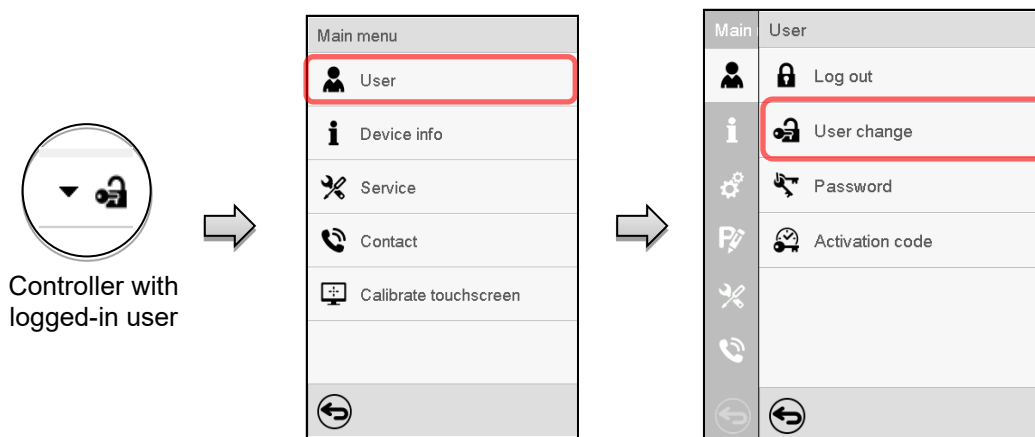 Controller with
logged-in user
Main menu
User
Device info
Service
Contact
Calibrate touchscreen
Main
User
Log out
User change
Password
Activation code